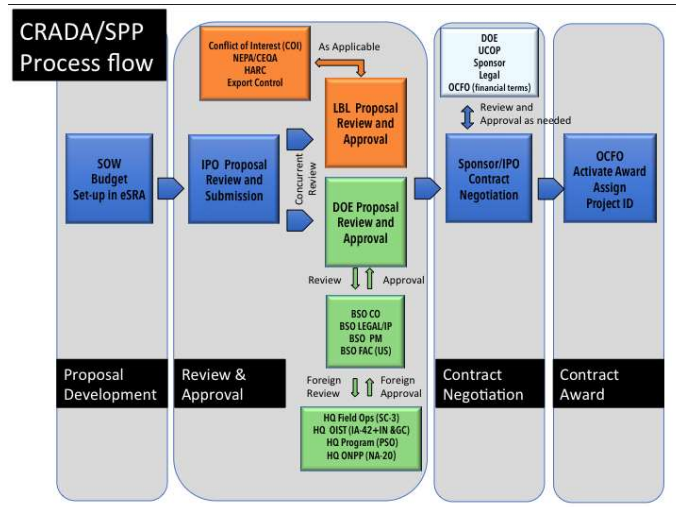 CRADA/SPP
Process flow
Conflict of Interest (COI)
NEPA/CEQA
HARC
Export Control
As Applicable
DOE
UCOP
Sponsor
Legal
OCFO (financial terms)
Review and
Approval as needed
SOW
Budget
Set-up in eSRA
IPO Proposal
Review and
Submission
Concurrent
Review
LBL Proposal
Review and
Approval
DOE Proposal
Review and
Approval
Sponsor/IPO
Contract
Negotiation
OCFO
Activate Award
Assign
Project ID
Review
Approval
BSO CO
BSO LEGAL/IP
BSO PM
BSO FAC (US)
Foreign
Review
Foreign
Approval
HQ Field Ops (SC-3)
HQ OIST (IA-42+IN &GC)
HQ Program (PSO)
HQ ONPP (NA-20)
Proposal
Development
Review &
Approval
Contract
Negotiation
Contract
Award